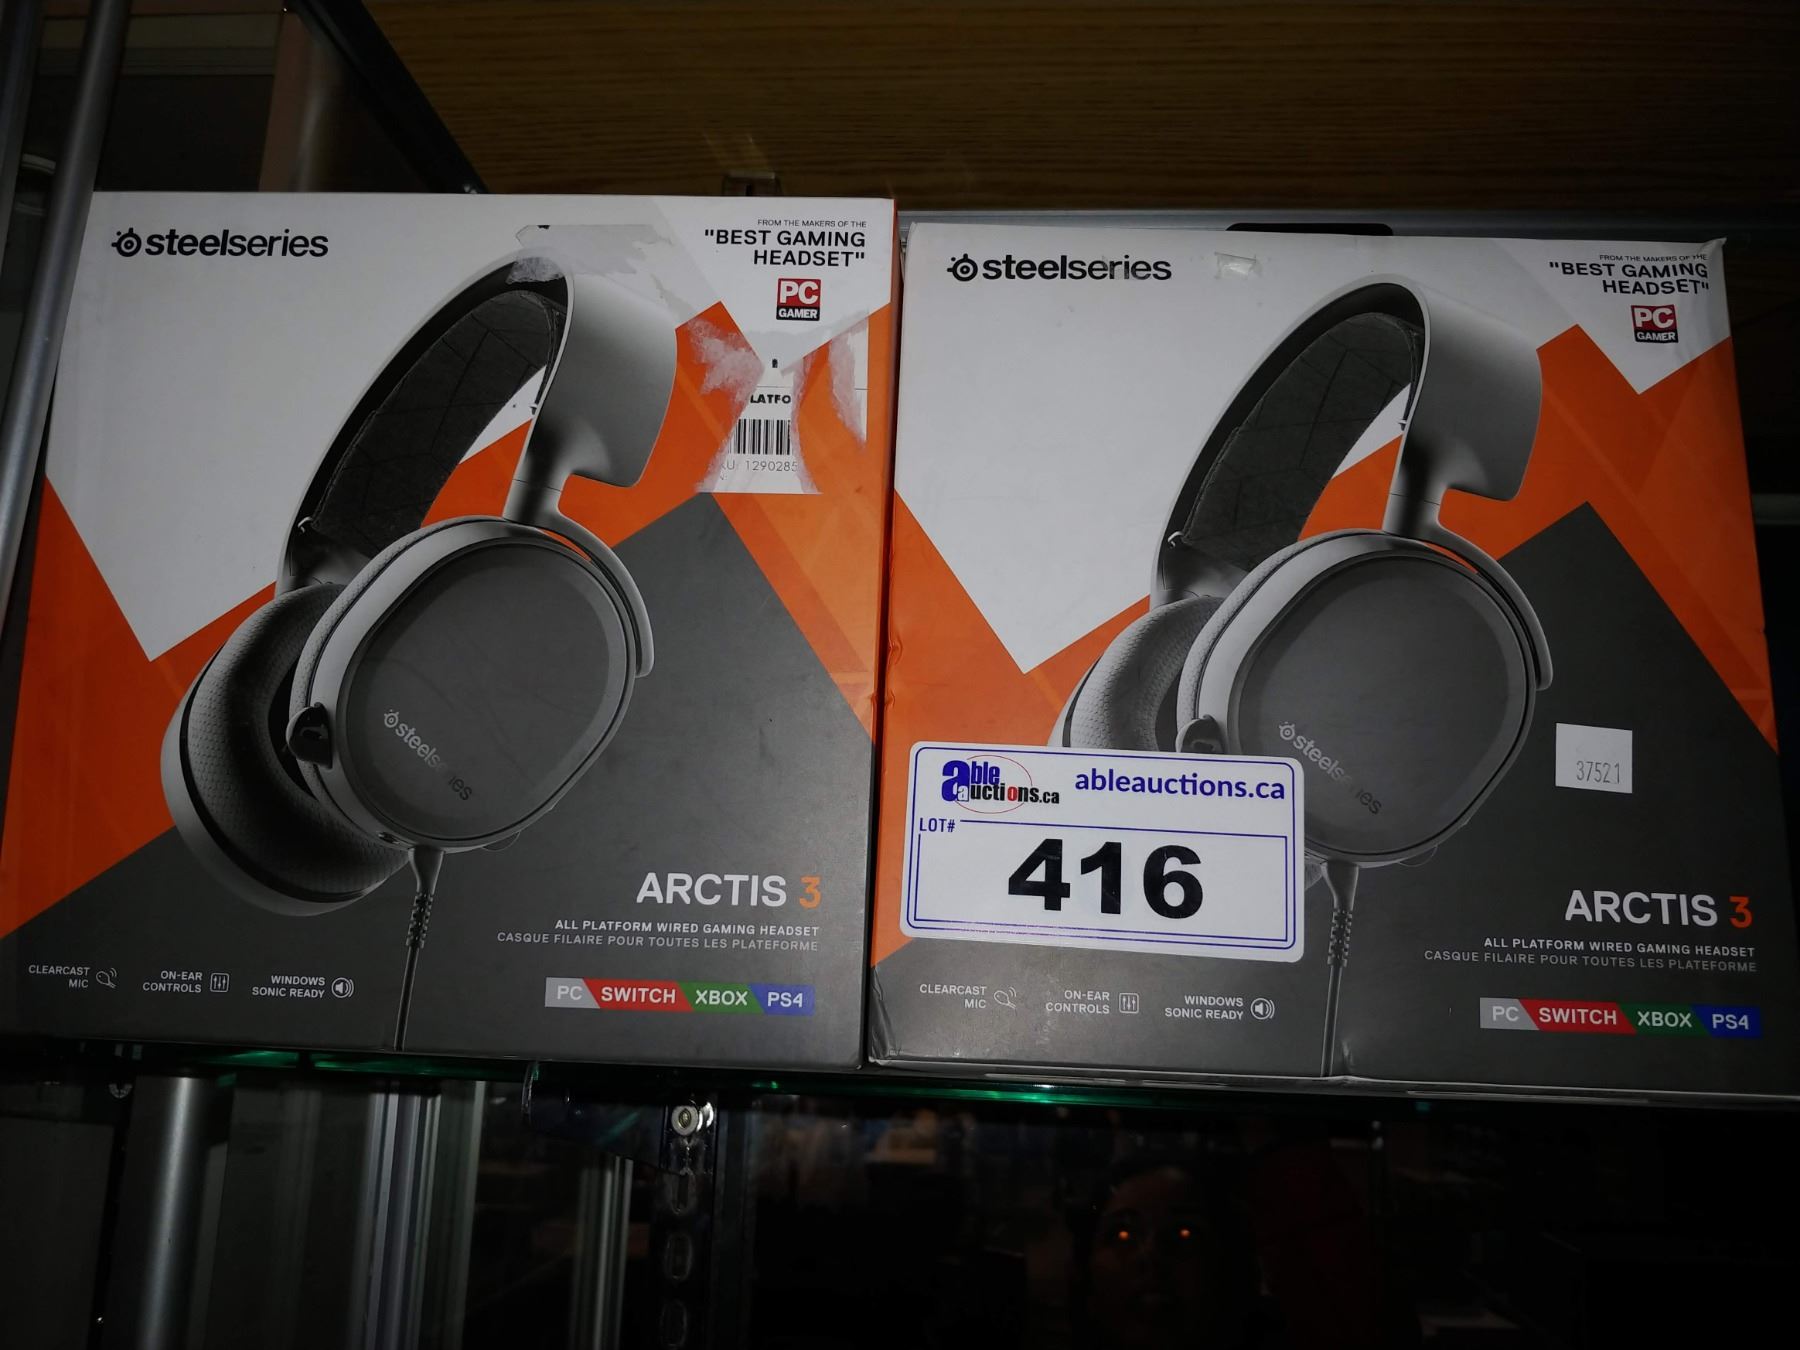 steelseries
FROM THE MAKERS OF THE
"BEST GAMING
HEADSET"
PC
GAMER
LATFO
1290285
steelseries
ARCTIS 3
ALL PLATFORM WIRED GAMING HEADSET
CASQUE FILAIRE POUR TOUTES LES PLATEFORME
CLEARCAST
MIC
ON-EAR
CONTROLS
WINDOWS
SONIC READY
PC SWITCH XBOX PS4
steelseries
FROM THE MAKERS OF THE
"BEST GAMING
HEADSET"
PC
GAMER
steelseries
37521
able auctions.ca
ableauctions.ca
LOT#
416
ARCTIS 3
ALL PLATFORM WIRED GAMING HEADSET
CASQUE FILAIRE POUR TOUTES LES PLATEFORME
CLEARCAST
MIC
ON-EAR
CONTROLS
WINDOWS
SONIC READY
PC SWITCH XBOX PS4